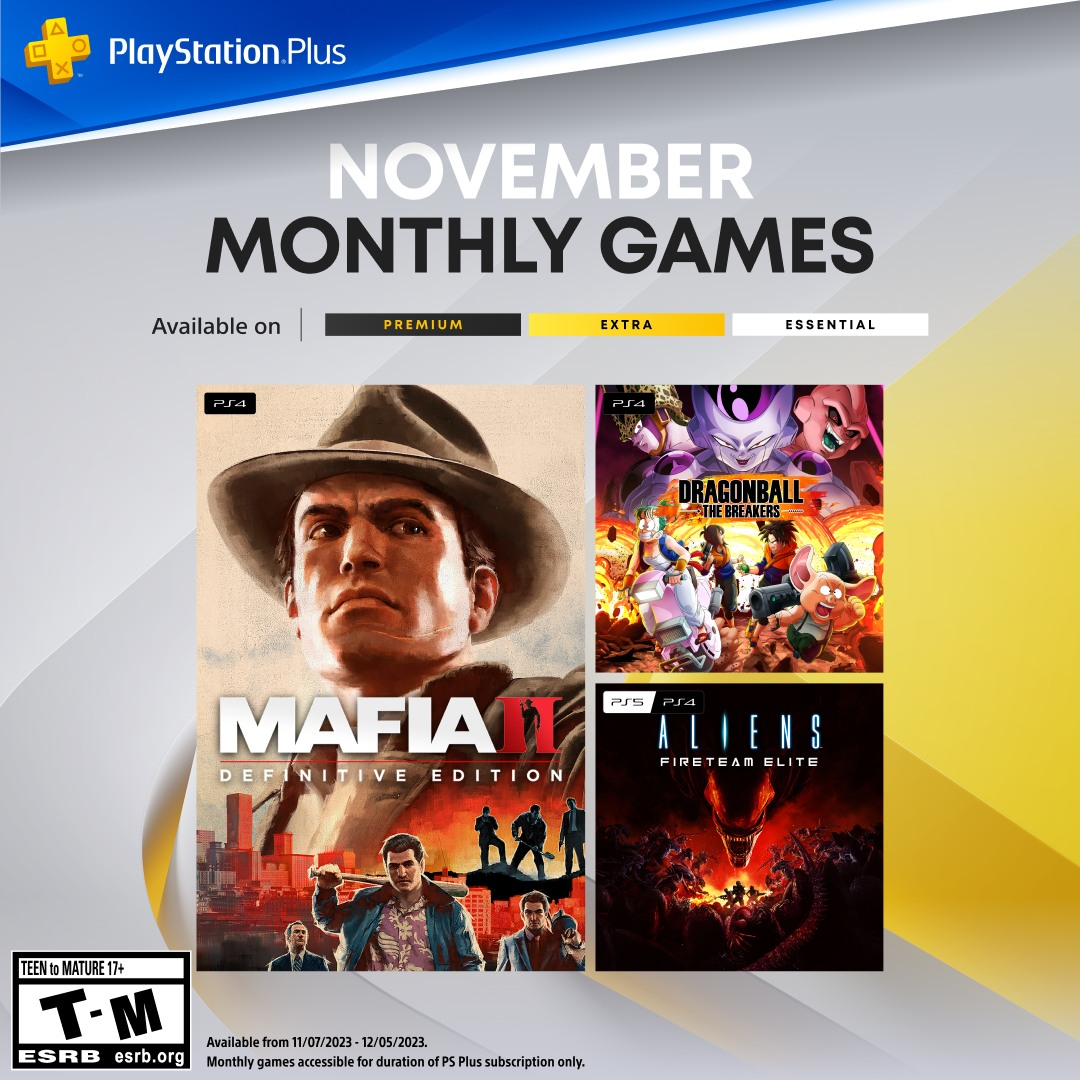 PlayStation.Plus
NOVEMBER
MONTHLY GAMES
Available on
PREMIUM
EXTRA
ESSENTIAL
PS4
MAFIA II
DEFINITIVE EDITION
PS4
DRAGONBALL
THE BREAKERS
PS5 PS4
ALIENS
FIRETEAM ELITE
TEEN to MATURE 17+
T-M
ESRB esrb.org
Available from 11/07/2023 - 12/05/2023.
Monthly games accessible for duration of PS Plus subscription only.